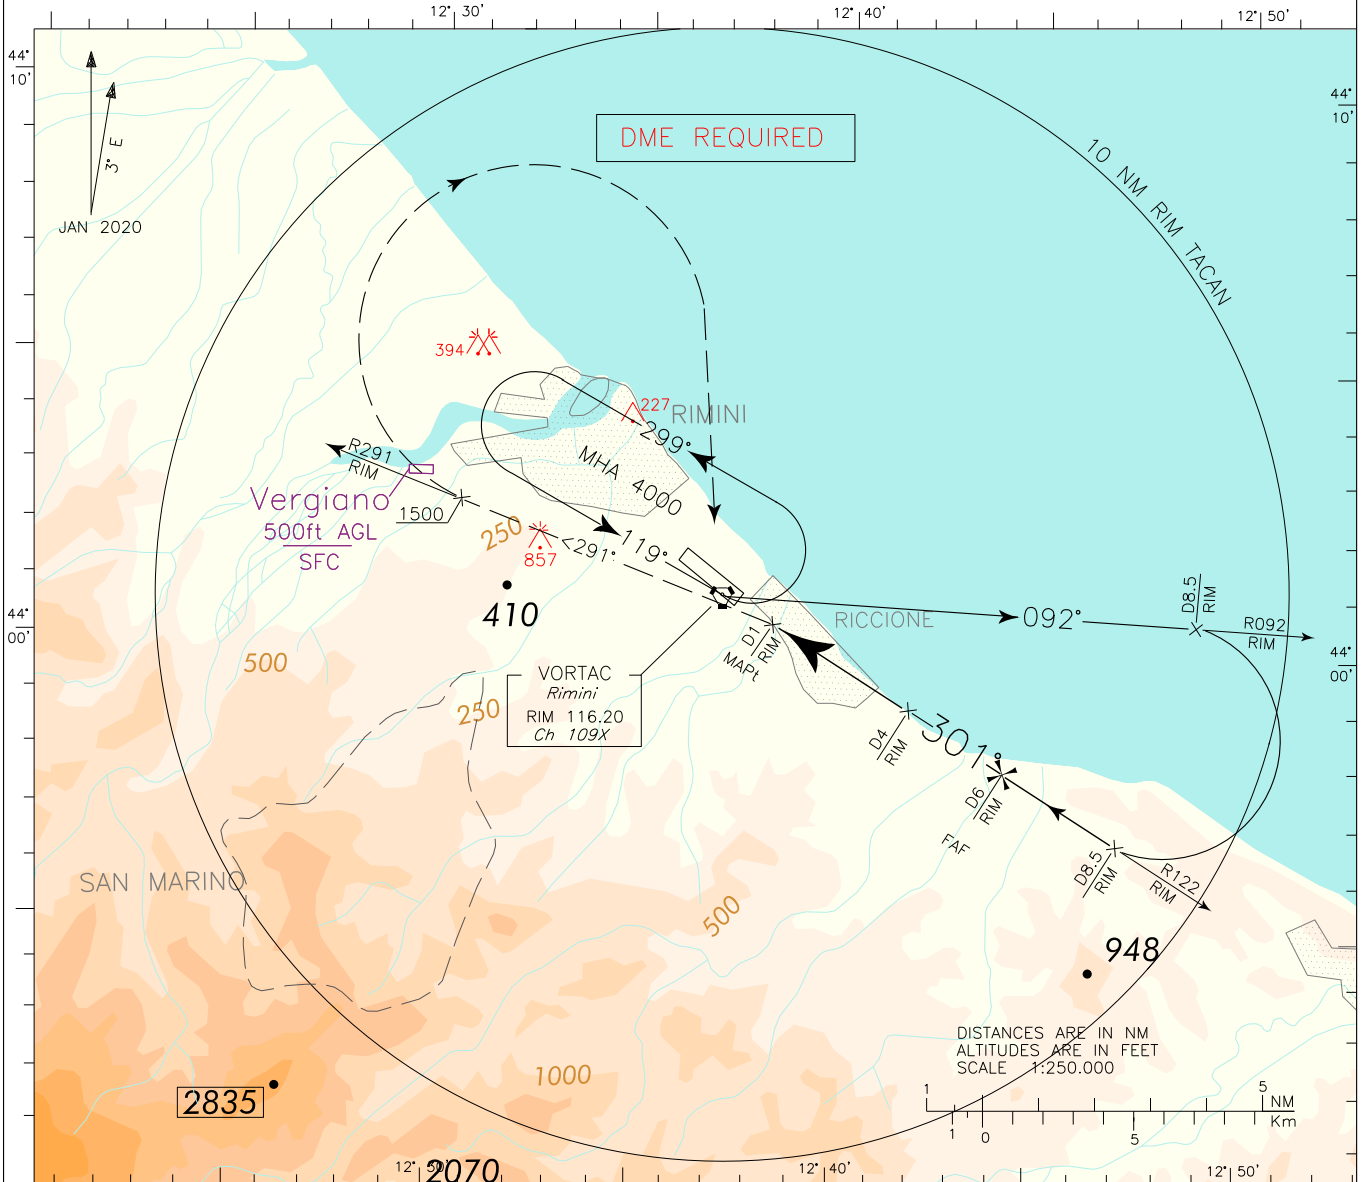 12° 30'
12° 40'
12° 50'
44°
10'
44°
10'
3° E
JAN 2020
DME REQUIRED
10 NM RIM TACAN
394
227
RIMINI
299°
MHA 4000
R291
RIM
Vergiano
500ft AGL
SFC
1500
250
857
<291°
119°
410
092°
D8.5
RIM
R092
RIM
RICCIONE
44°
00'
44°
00'
D1
RIM
MAPt
500
VORTAC
Rimini
RIM 116.20
Ch 109X
250
D4
RIM
301°
D6
RIM
FAF
D8.5
RIM
R122
RIM
SAN MARINO
500
948
DISTANCES ARE IN NM
ALTITUDES ARE IN FEET
SCALE 1:250.000
1000
2835
1
5
NM
Km
1
0
5
12° 30'
2070
12° 40'
12° 50'